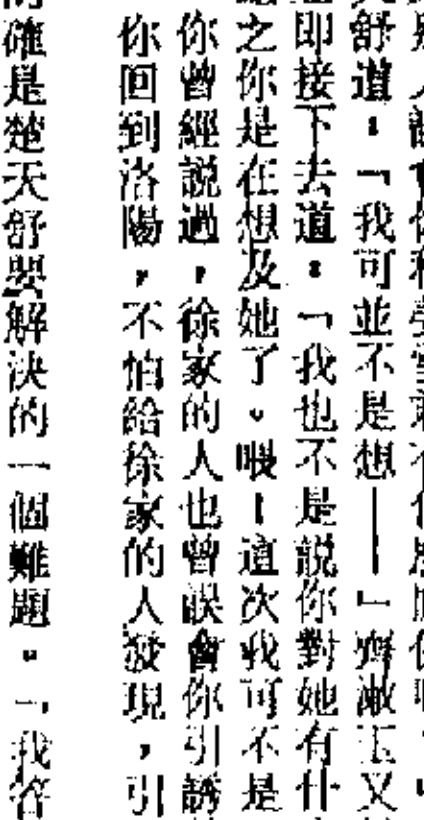 舒道：「我可並不是想——」齊漱玉又
即接下去道：「我也不是說你對她有什
之你是在想及她了。喂！這次我可不是
你曾經說過，徐家的人也曾誤會你引誘
你回到洛陽，不怕給徐家的人發現，引
確是楚天舒要解決的一個難題。「我答